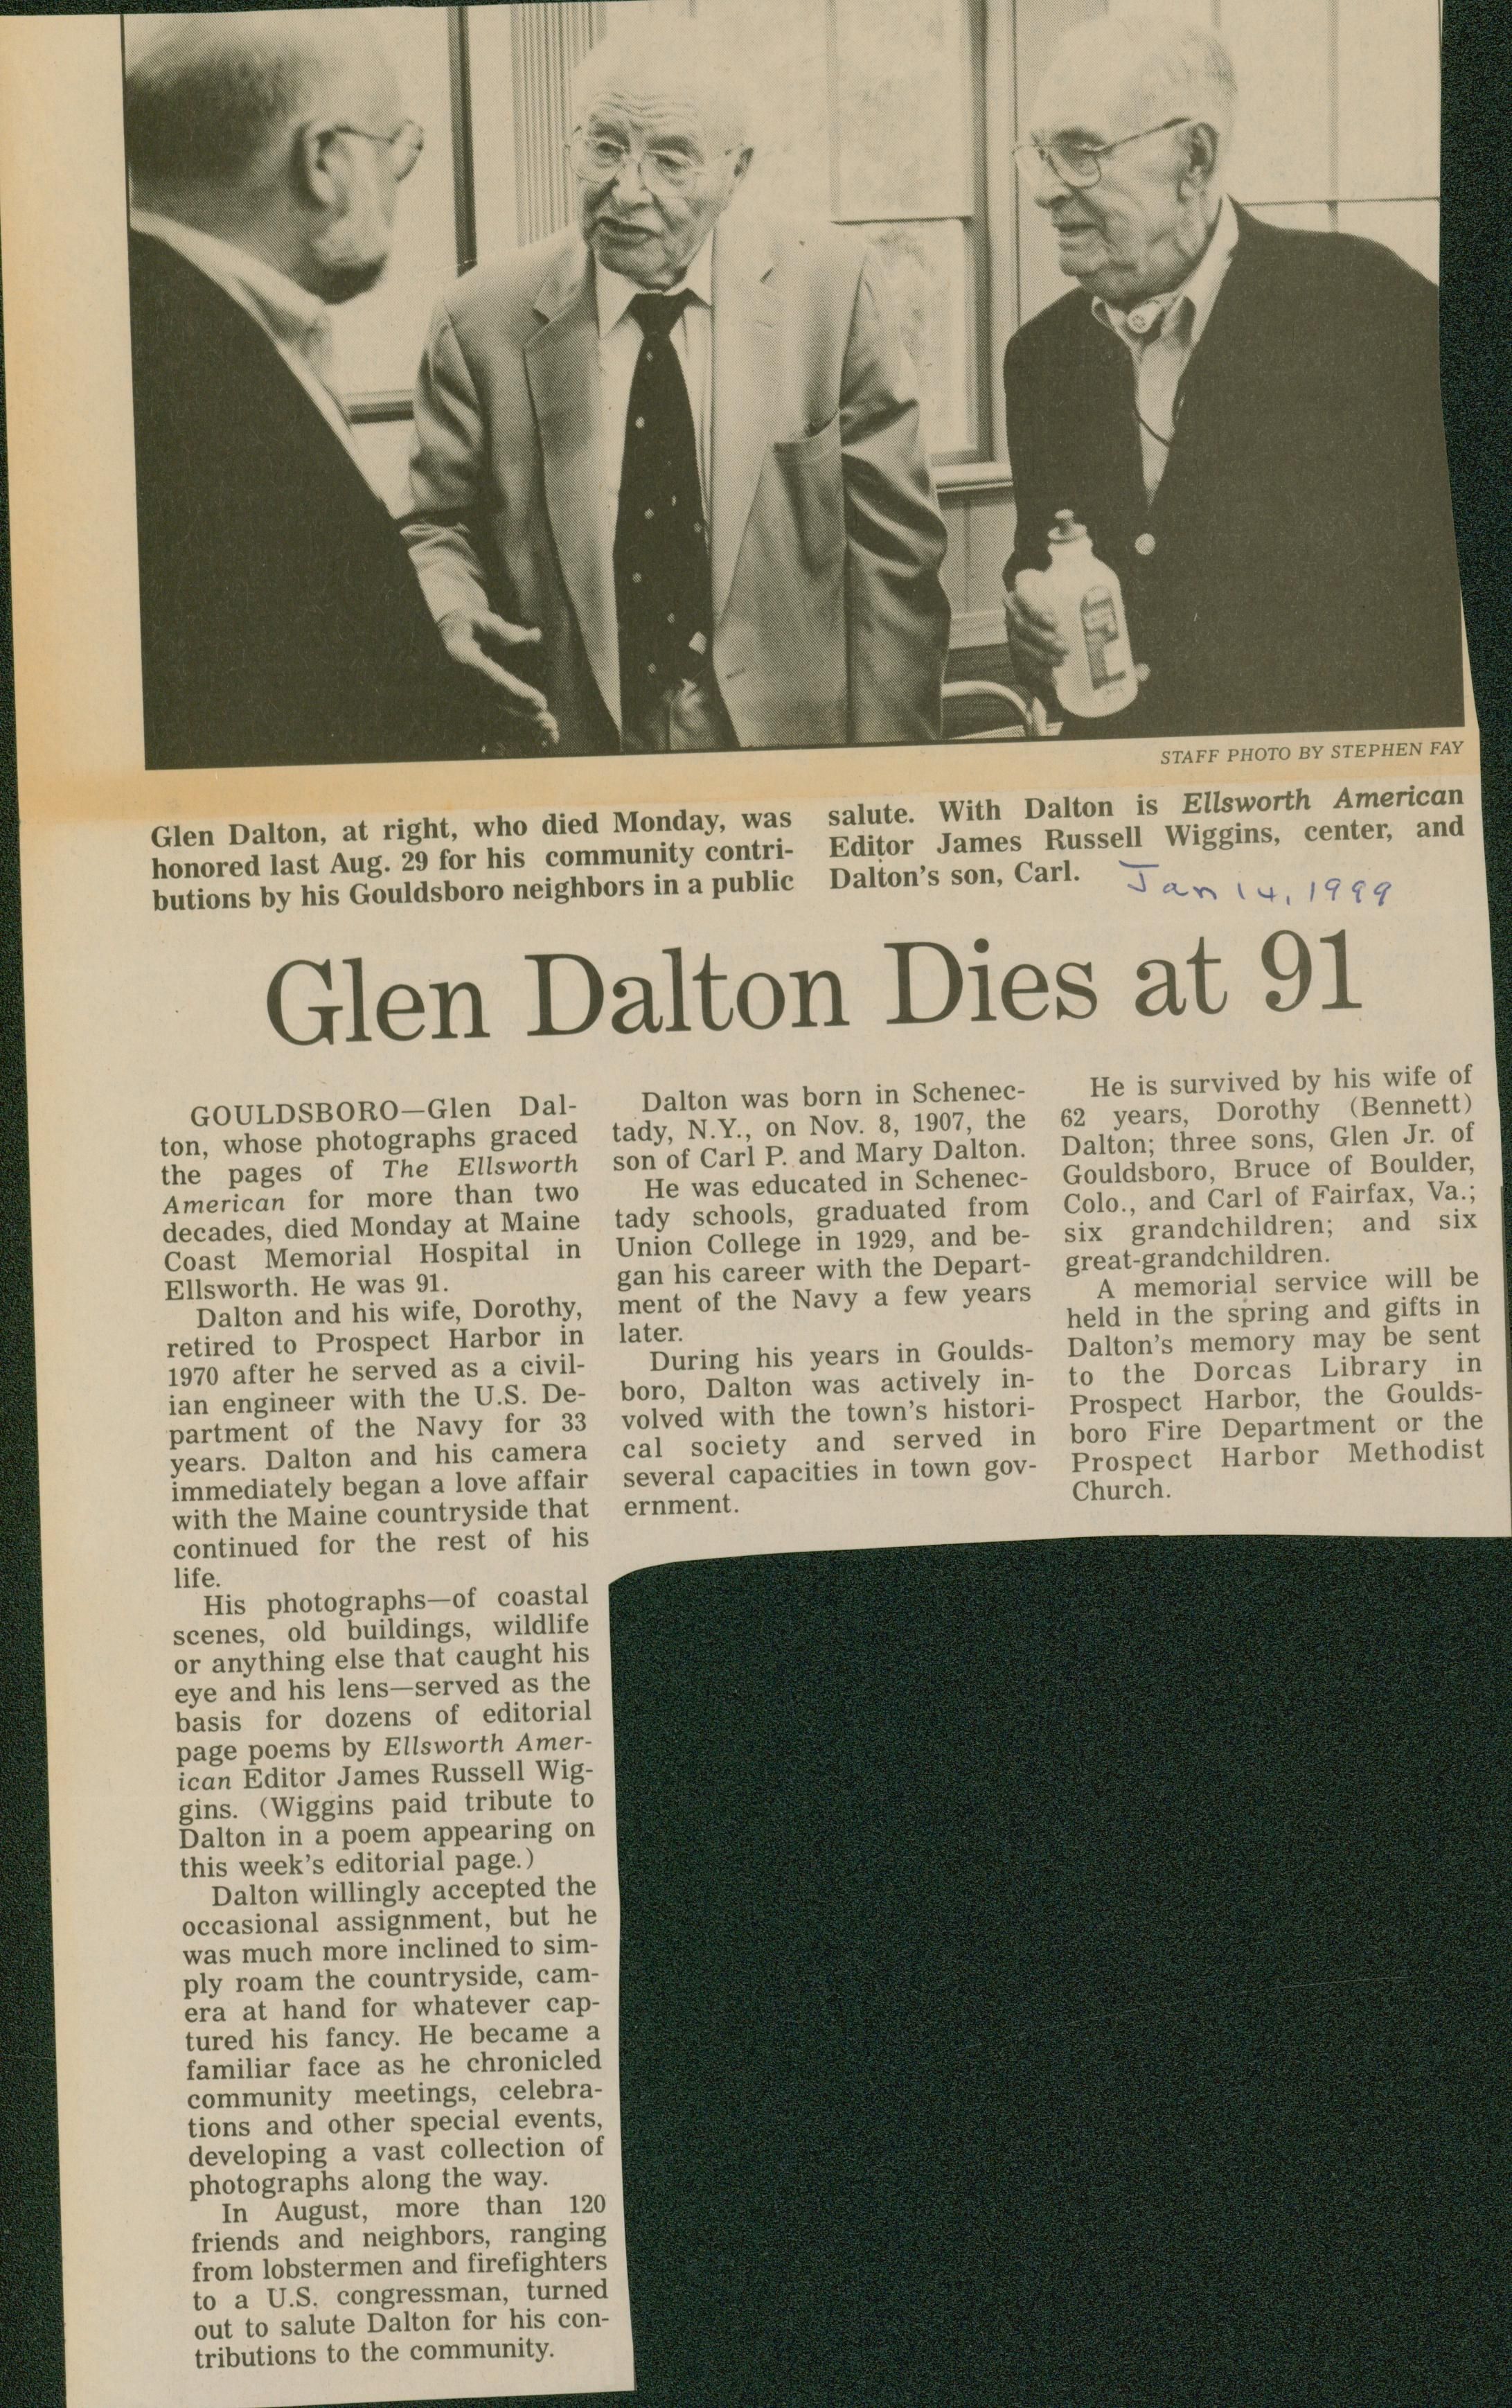 STAFF PHOTO BY STEPHEN FAY
Glen Dalton, at right, who died Monday, was
honored last Aug. 29 for his community contri-
butions by his Gouldsboro neighbors in a public
salute. With Dalton is Ellsworth American
Editor James Russell Wiggins, center, and
Dalton's son, Carl.
Jan 14, 1999
Glen Dalton Dies at 91
GOULDSBORO—Glen Dal-
ton, whose photographs graced
the pages of The Ellsworth
American for more than two
decades, died Monday at Maine
Coast Memorial Hospital in
Ellsworth. He was 91.
Dalton and his wife, Dorothy,
retired to Prospect Harbor in
1970 after he served as a civil-
ian engineer with the U.S. De-
partment of the Navy for 33
years. Dalton and his camera
immediately began a love affair
with the Maine countryside that
continued for the rest of his
life.
His photographs—of coastal
scenes, old buildings, wildlife
or anything else that caught his
eye and his lens—served as the
basis for dozens of editorial
page poems by Ellsworth Amer-
ican Editor James Russell Wig-
gins. (Wiggins paid tribute to
Dalton in a poem appearing on
this week's editorial page.)
Dalton willingly accepted the
occasional assignment, but he
was much more inclined to sim-
ply roam the countryside, cam-
era at hand for whatever cap-
tured his fancy. He became a
familiar face as he chronicled
community meetings, celebra-
tions and other special events,
developing a vast collection of
photographs along the way.
In August, more than 120
friends and neighbors, ranging
from lobstermen and firefighters
to a U.S. congressman, turned
out to salute Dalton for his con-
tributions to the community.
Dalton was born in Schenec-
tady, N.Y., on Nov. 8, 1907, the
son of Carl P. and Mary Dalton.
He was educated in Schenec-
tady schools, graduated from
Union College in 1929, and be-
gan his career with the Depart-
ment of the Navy a few years
later.
During his years in Goulds-
boro, Dalton was actively in-
volved with the town's histori-
cal society and served in
several capacities in town gov-
ernment.
He is survived by his wife of
62 years, Dorothy (Bennett)
Dalton; three sons, Glen Jr. of
Gouldsboro, Bruce of Boulder,
Colo., and Carl of Fairfax, Va.;
six grandchildren; and six
great-grandchildren.
A memorial service will be
held in the spring and gifts in
Dalton's memory may be sent
to the Dorcas Library in
Prospect Harbor, the Goulds-
boro Fire Department or the
Prospect Harbor Methodist
Church.